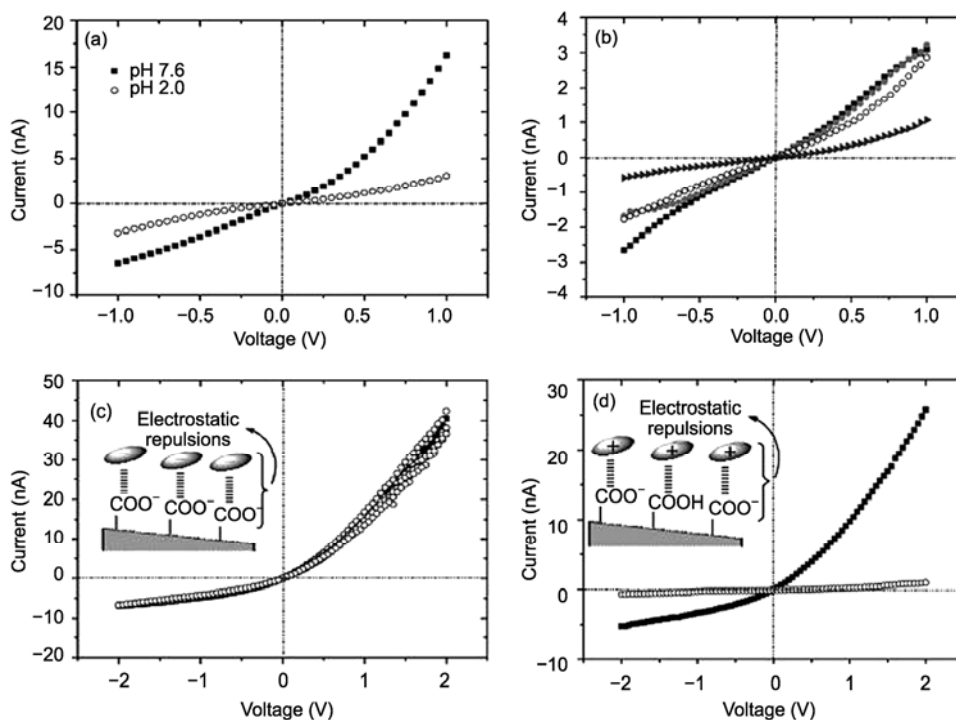 (a)
pH 7.6
pH 2.0
20
15
10
5
0
−5
−10
Current (nA)
−1.0 −0.5 0.0 0.5 1.0
Voltage (V)
(b)
4
3
2
1
0
−1
−2
−3
−4
Current (nA)
−1.0 −0.5 0.0 0.5 1.0
Voltage (V)
(c)
Electrostatic
repulsions
COO⁻ COO⁻ COO⁻
50
40
30
20
10
0
−10
−20
Current (nA)
−2 −1 0 1 2
Voltage (V)
(d)
Electrostatic
repulsions
+ + +
COO⁻ COOH COO⁻
30
20
10
0
−10
Current (nA)
−2 −1 0 1 2
Voltage (V)